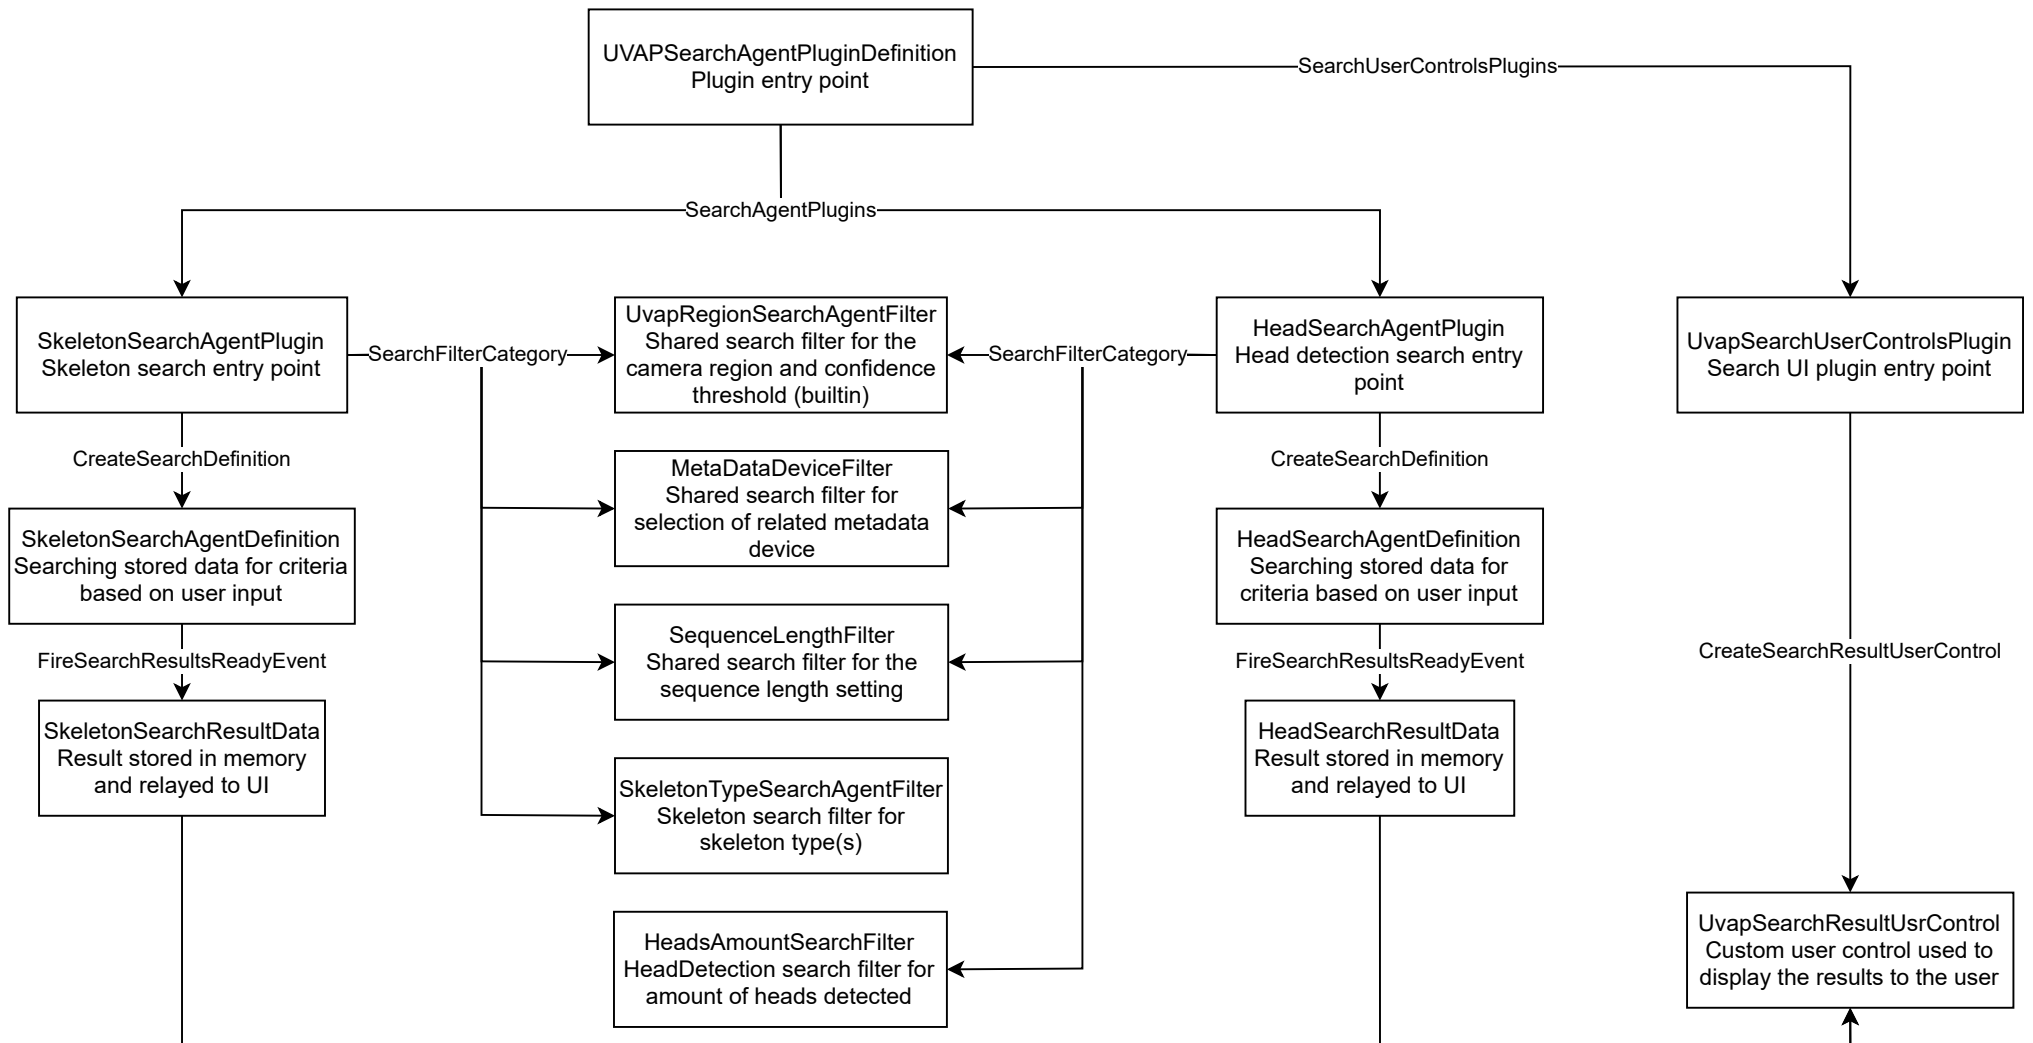 UVAPSearchAgentPluginDefinition
Plugin entry point
SearchUserControlsPlugins
SearchAgentPlugins
SkeletonSearchAgentPlugin
Skeleton search entry point
SearchFilterCategory
UvapRegionSearchAgentFilter
Shared search filter for the
camera region and confidence
threshold (builtin)
SearchFilterCategory
HeadSearchAgentPlugin
Head detection search entry
point
UvapSearchUserControlsPlugin
Search UI plugin entry point
CreateSearchDefinition
MetaDataDeviceFilter
Shared search filter for
selection of related metadata
device
CreateSearchDefinition
SkeletonSearchAgentDefinition
Searching stored data for criteria
based on user input
HeadSearchAgentDefinition
Searching stored data for
criteria based on user input
FireSearchResultsReadyEvent
SequenceLengthFilter
Shared search filter for the
sequence length setting
FireSearchResultsReadyEvent
CreateSearchResultUserControl
SkeletonSearchResultData
Result stored in memory
and relayed to UI
SkeletonTypeSearchAgentFilter
Skeleton search filter for
skeleton type(s)
HeadSearchResultData
Result stored in memory
and relayed to UI
HeadsAmountSearchFilter
HeadDetection search filter for
amount of heads detected
UvapSearchResultUsrControl
Custom user control used to
display the results to the user